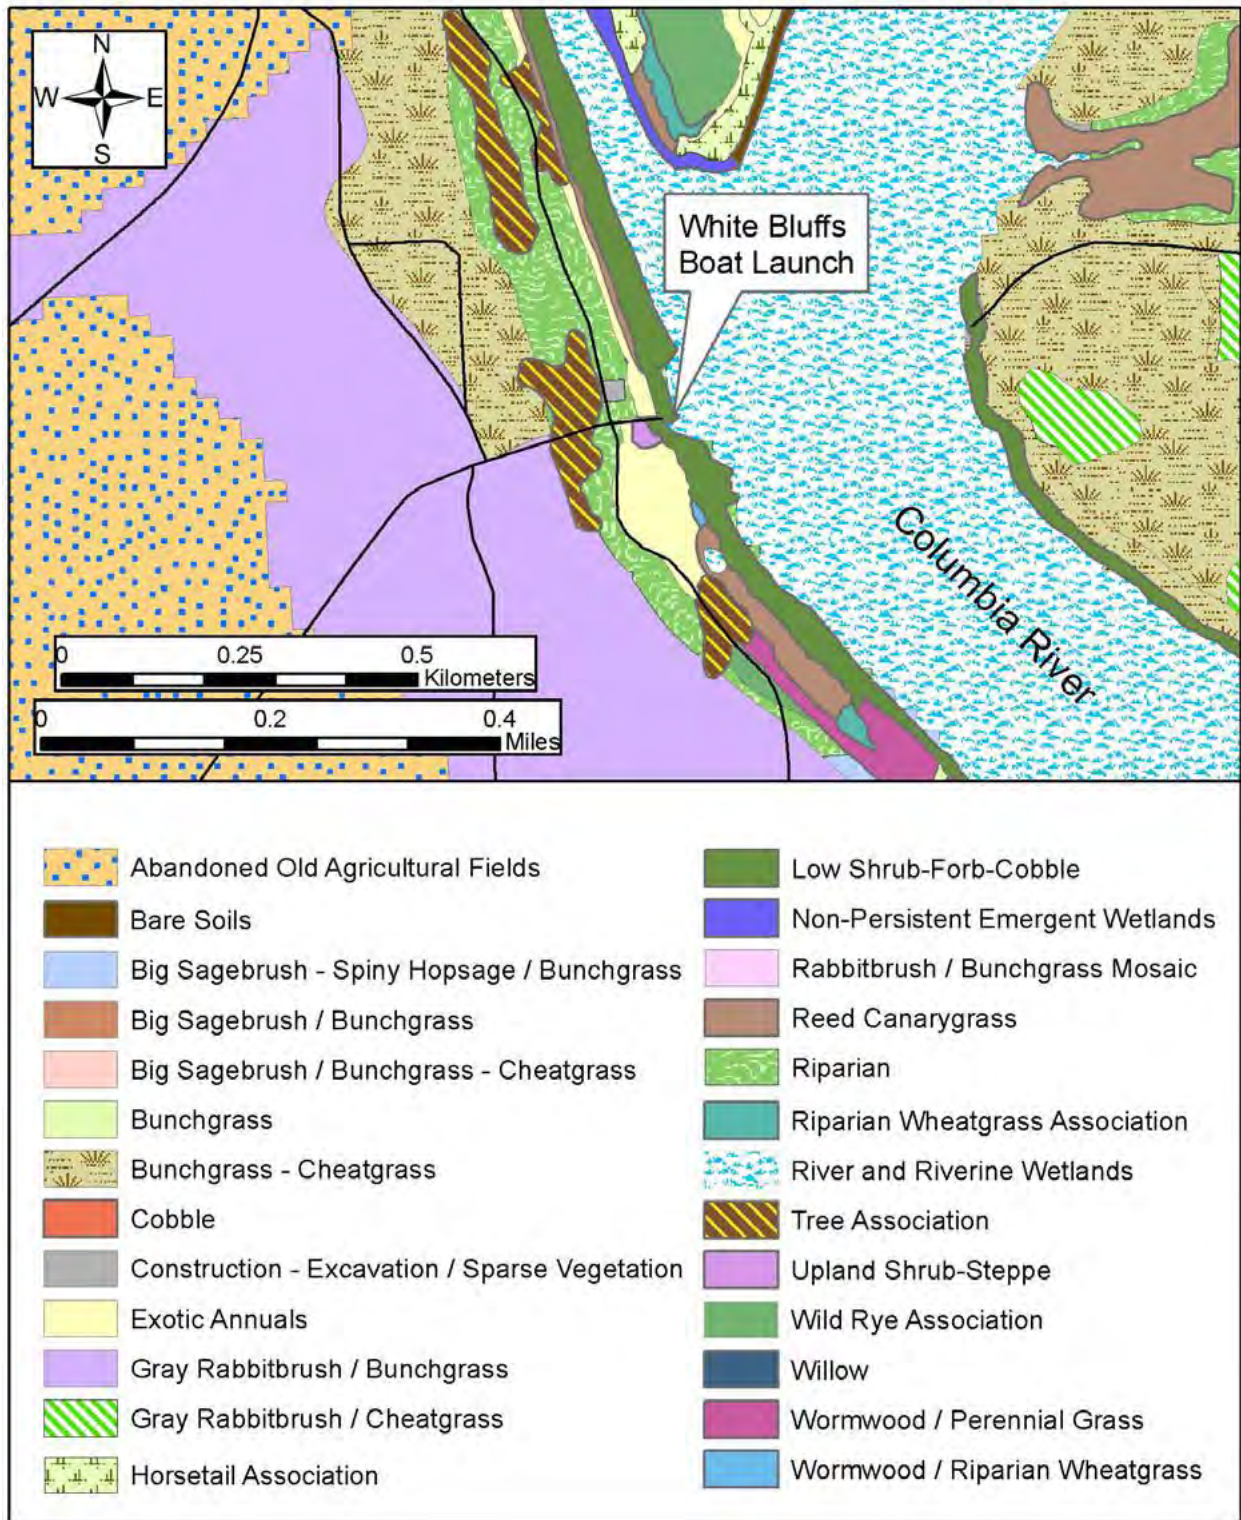 N
W E
S
White Bluffs
Boat Launch
Columbia River
0 0.25 0.5
Kilometers
0 0.2 0.4
Miles
Abandoned Old Agricultural Fields
Bare Soils
Big Sagebrush - Spiny Hopsage / Bunchgrass
Big Sagebrush / Bunchgrass
Big Sagebrush / Bunchgrass - Cheatgrass
Bunchgrass
Bunchgrass - Cheatgrass
Cobble
Construction - Excavation / Sparse Vegetation
Exotic Annuals
Gray Rabbitbrush / Bunchgrass
Gray Rabbitbrush / Cheatgrass
Horsetail Association
Low Shrub-Forb-Cobble
Non-Persistent Emergent Wetlands
Rabbitbrush / Bunchgrass Mosaic
Reed Canarygrass
Riparian
Riparian Wheatgrass Association
River and Riverine Wetlands
Tree Association
Upland Shrub-Steppe
Wild Rye Association
Willow
Wormwood / Perennial Grass
Wormwood / Riparian Wheatgrass